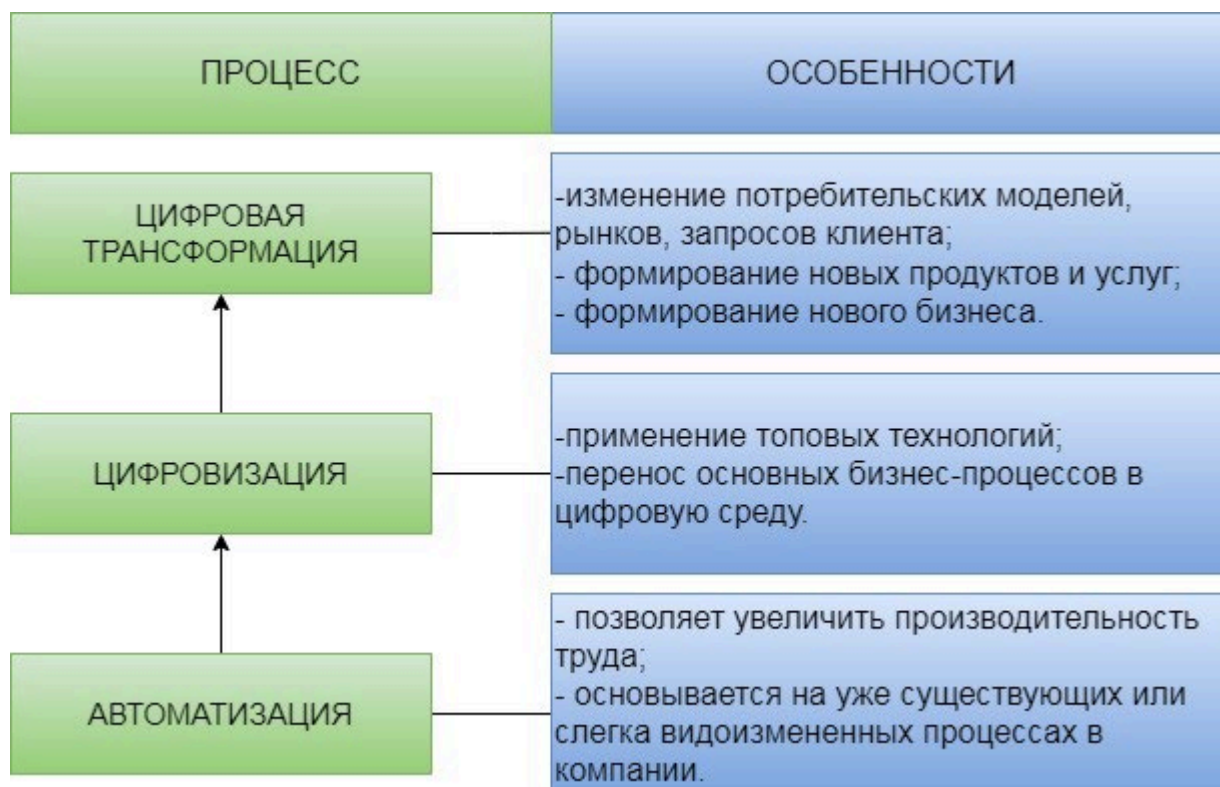 ПРОЦЕСС
ОСОБЕННОСТИ
ЦИФРОВАЯ
ТРАНСФОРМАЦИЯ
-изменение потребительских моделей,
рынков, запросов клиента;
- формирование новых продуктов и услуг;
- формирование нового бизнеса.
ЦИФРОВИЗАЦИЯ
-применение топовых технологий;
-перенос основных бизнес-процессов в
цифровую среду.
АВТОМАТИЗАЦИЯ
- позволяет увеличить производительность
труда;
- основывается на уже существующих или
слегка видоизмененных процессах в
компании.